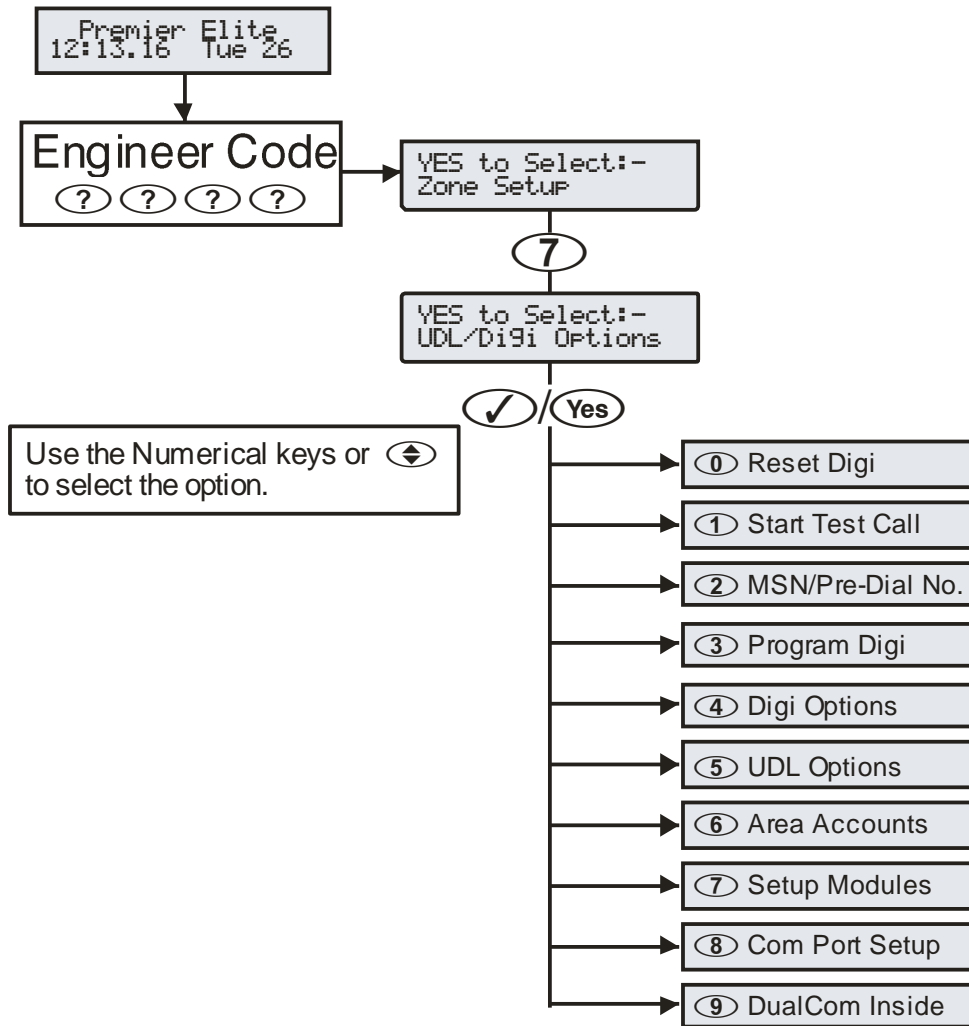 Premier Elite
12:13.16 Tue 26
Engineer Code
? ? ? ?
YES to Select:-
Zone Setup
7
YES to Select:-
UDL/Digi Options
✓/Yes
Use the Numerical keys or
to select the option.
0 Reset Digi
1 Start Test Call
2 MSN/Pre-Dial No.
3 Program Digi
4 Digi Options
5 UDL Options
6 Area Accounts
7 Setup Modules
8 Com Port Setup
9 DualCom Inside